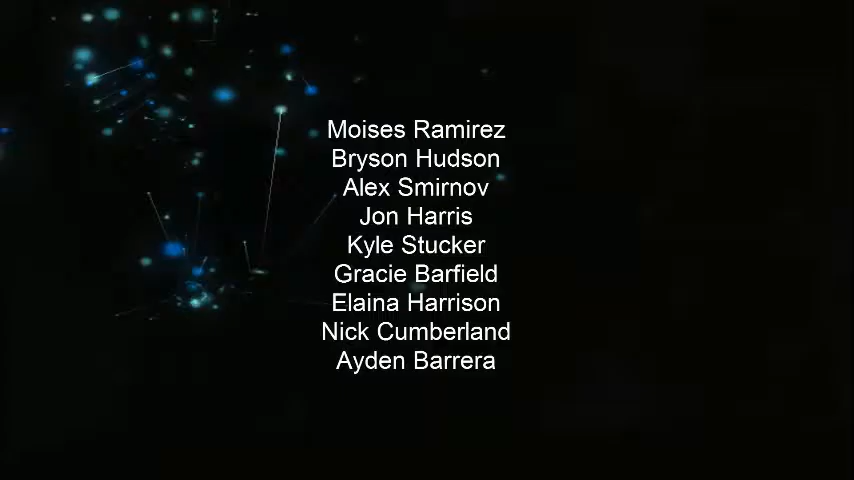 Moises Ramirez
Bryson Hudson
Alex Smirnov
Jon Harris
Kyle Stucker
Gracie Barfield
Elaina Harrison
Nick Cumberland
Ayden Barrera